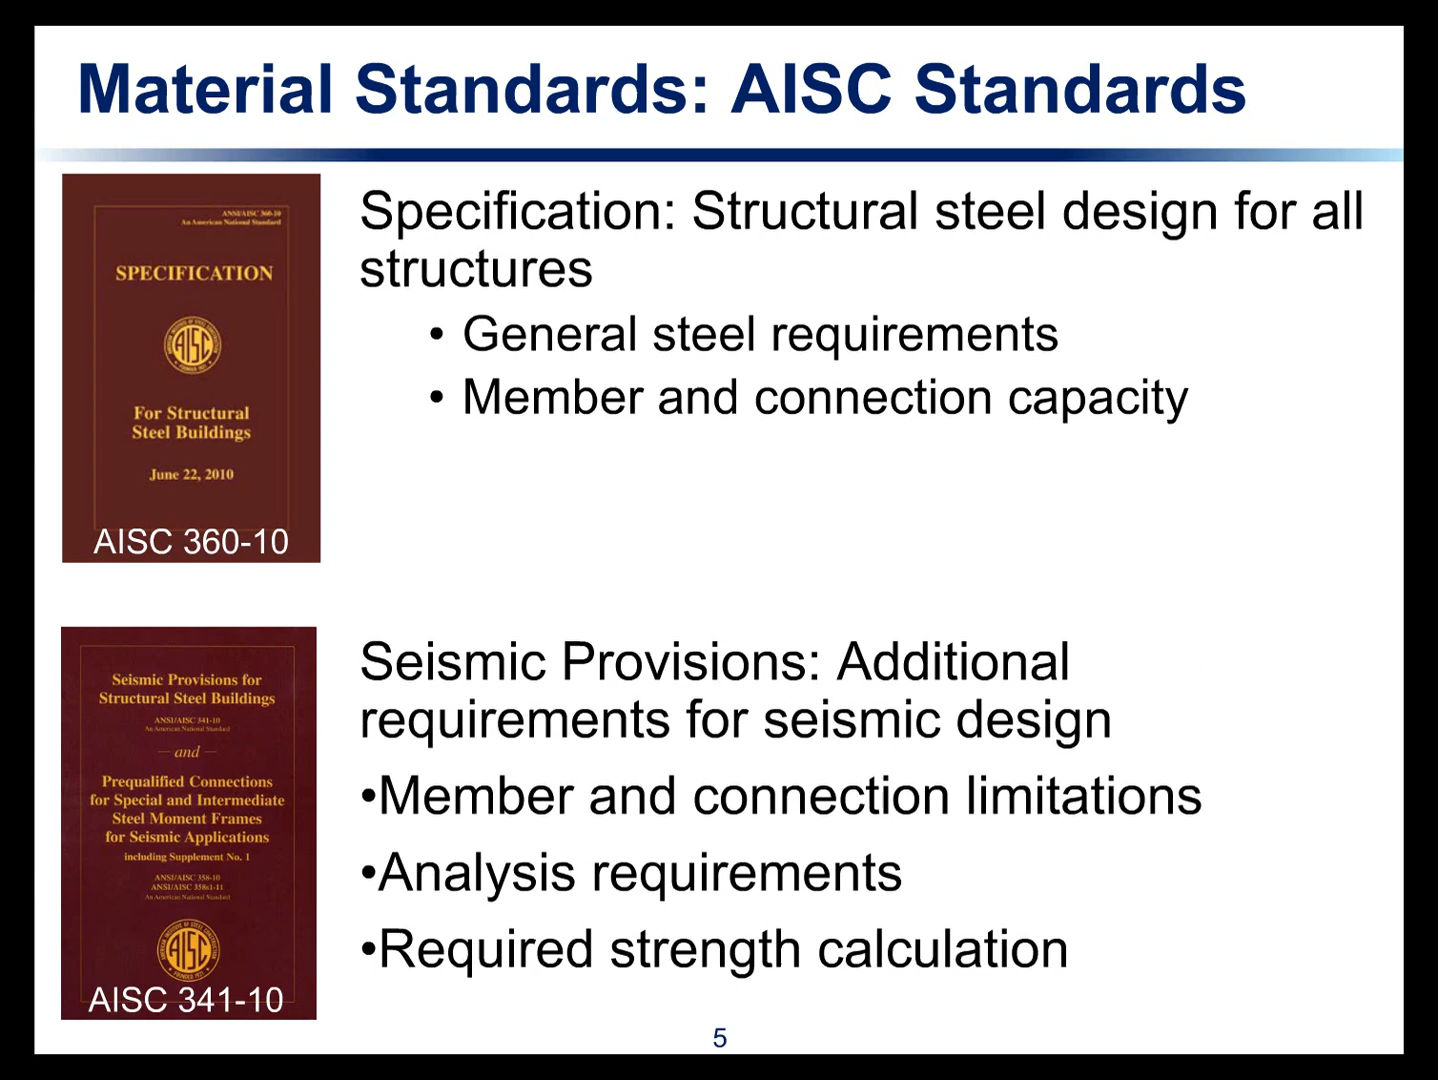 Material Standards: AISC Standards
ANSI/AISC 360-10
An American National Standard
SPECIFICATION
AISC
For Structural
Steel Buildings
June 22, 2010
AISC 360-10
Specification: Structural steel design for all
structures
• General steel requirements
• Member and connection capacity
Seismic Provisions for
Structural Steel Buildings
ANSI/AISC 341-10
An American National Standard
— and —
Prequalified Connections
for Special and Intermediate
Steel Moment Frames
for Seismic Applications
including Supplement No. 1
ANSI/AISC 358-10
ANSI/AISC 358s1-11
An American National Standard
AISC
AISC 341-10
Seismic Provisions: Additional
requirements for seismic design
•Member and connection limitations
•Analysis requirements
•Required strength calculation
5